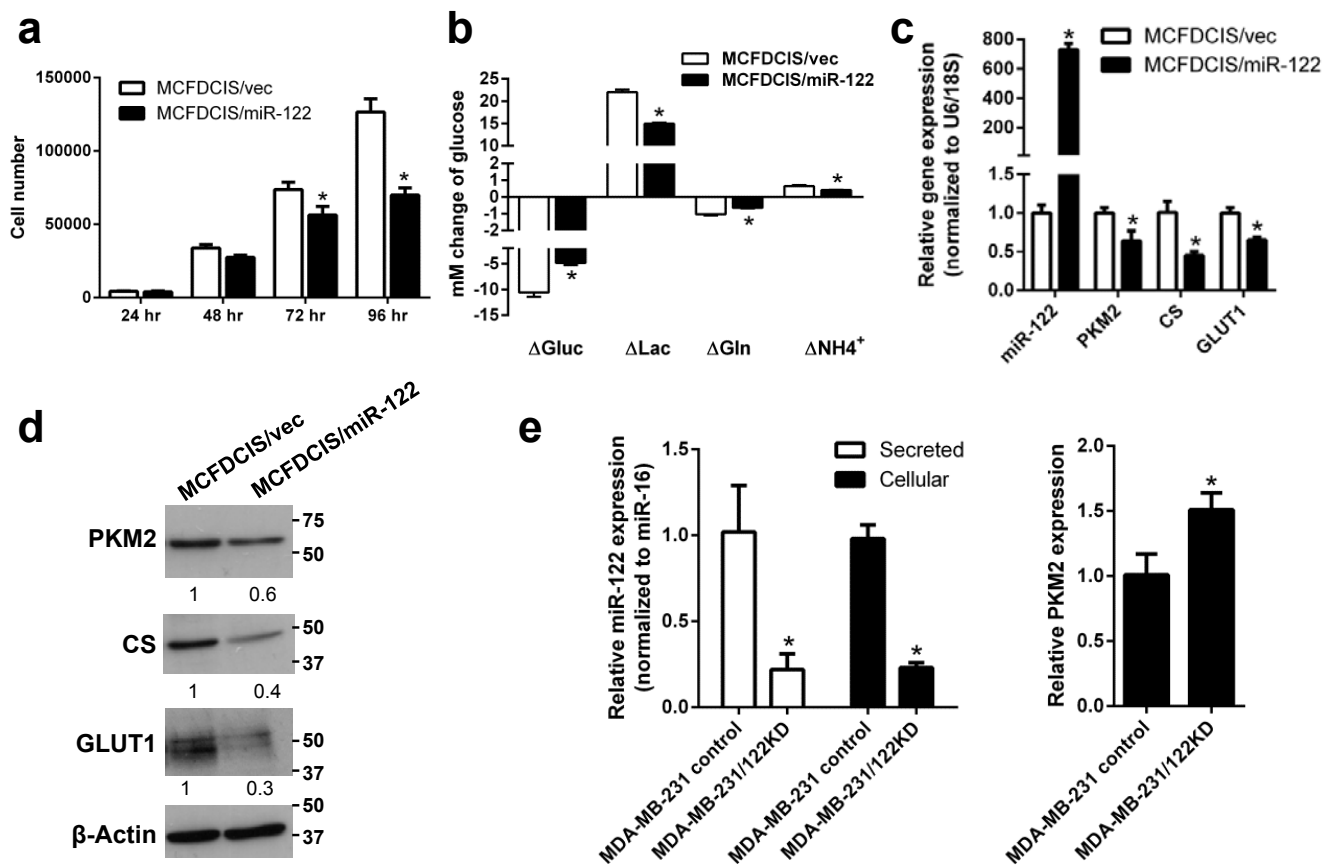 a
MCFDCIS/vec
MCFDCIS/miR-122
Cell number
150000
100000
50000
0
24 hr 48 hr 72 hr 96 hr
* *
b
MCFDCIS/vec
MCFDCIS/miR-122
mM change of glucose
25
20
15
10
5
2
1
0
-1
-2
-5
-10
-15
* * * *
ΔGluc ΔLac ΔGln ΔNH4+
c
MCFDCIS/vec
MCFDCIS/miR-122
Relative gene expression
(normalized to U6/18S)
800
600
400
200
1.5
1.0
0.5
0.0
* * * *
miR-122 PKM2 CS GLUT1
d
MCFDCIS/vec
MCFDCIS/miR-122
PKM2
75
50
1 0.6
CS
50
37
1 0.4
GLUT1
50
37
1 0.3
β-Actin
50
37
e
Secreted
Cellular
Relative miR-122 expression
(normalized to miR-16)
1.5
1.0
0.5
0.0
* *
MDA-MB-231 control
MDA-MB-231/122KD
MDA-MB-231 control
MDA-MB-231/122KD
Relative PKM2 expression
2.0
1.5
1.0
0.5
0.0
*
MDA-MB-231 control
MDA-MB-231/122KD